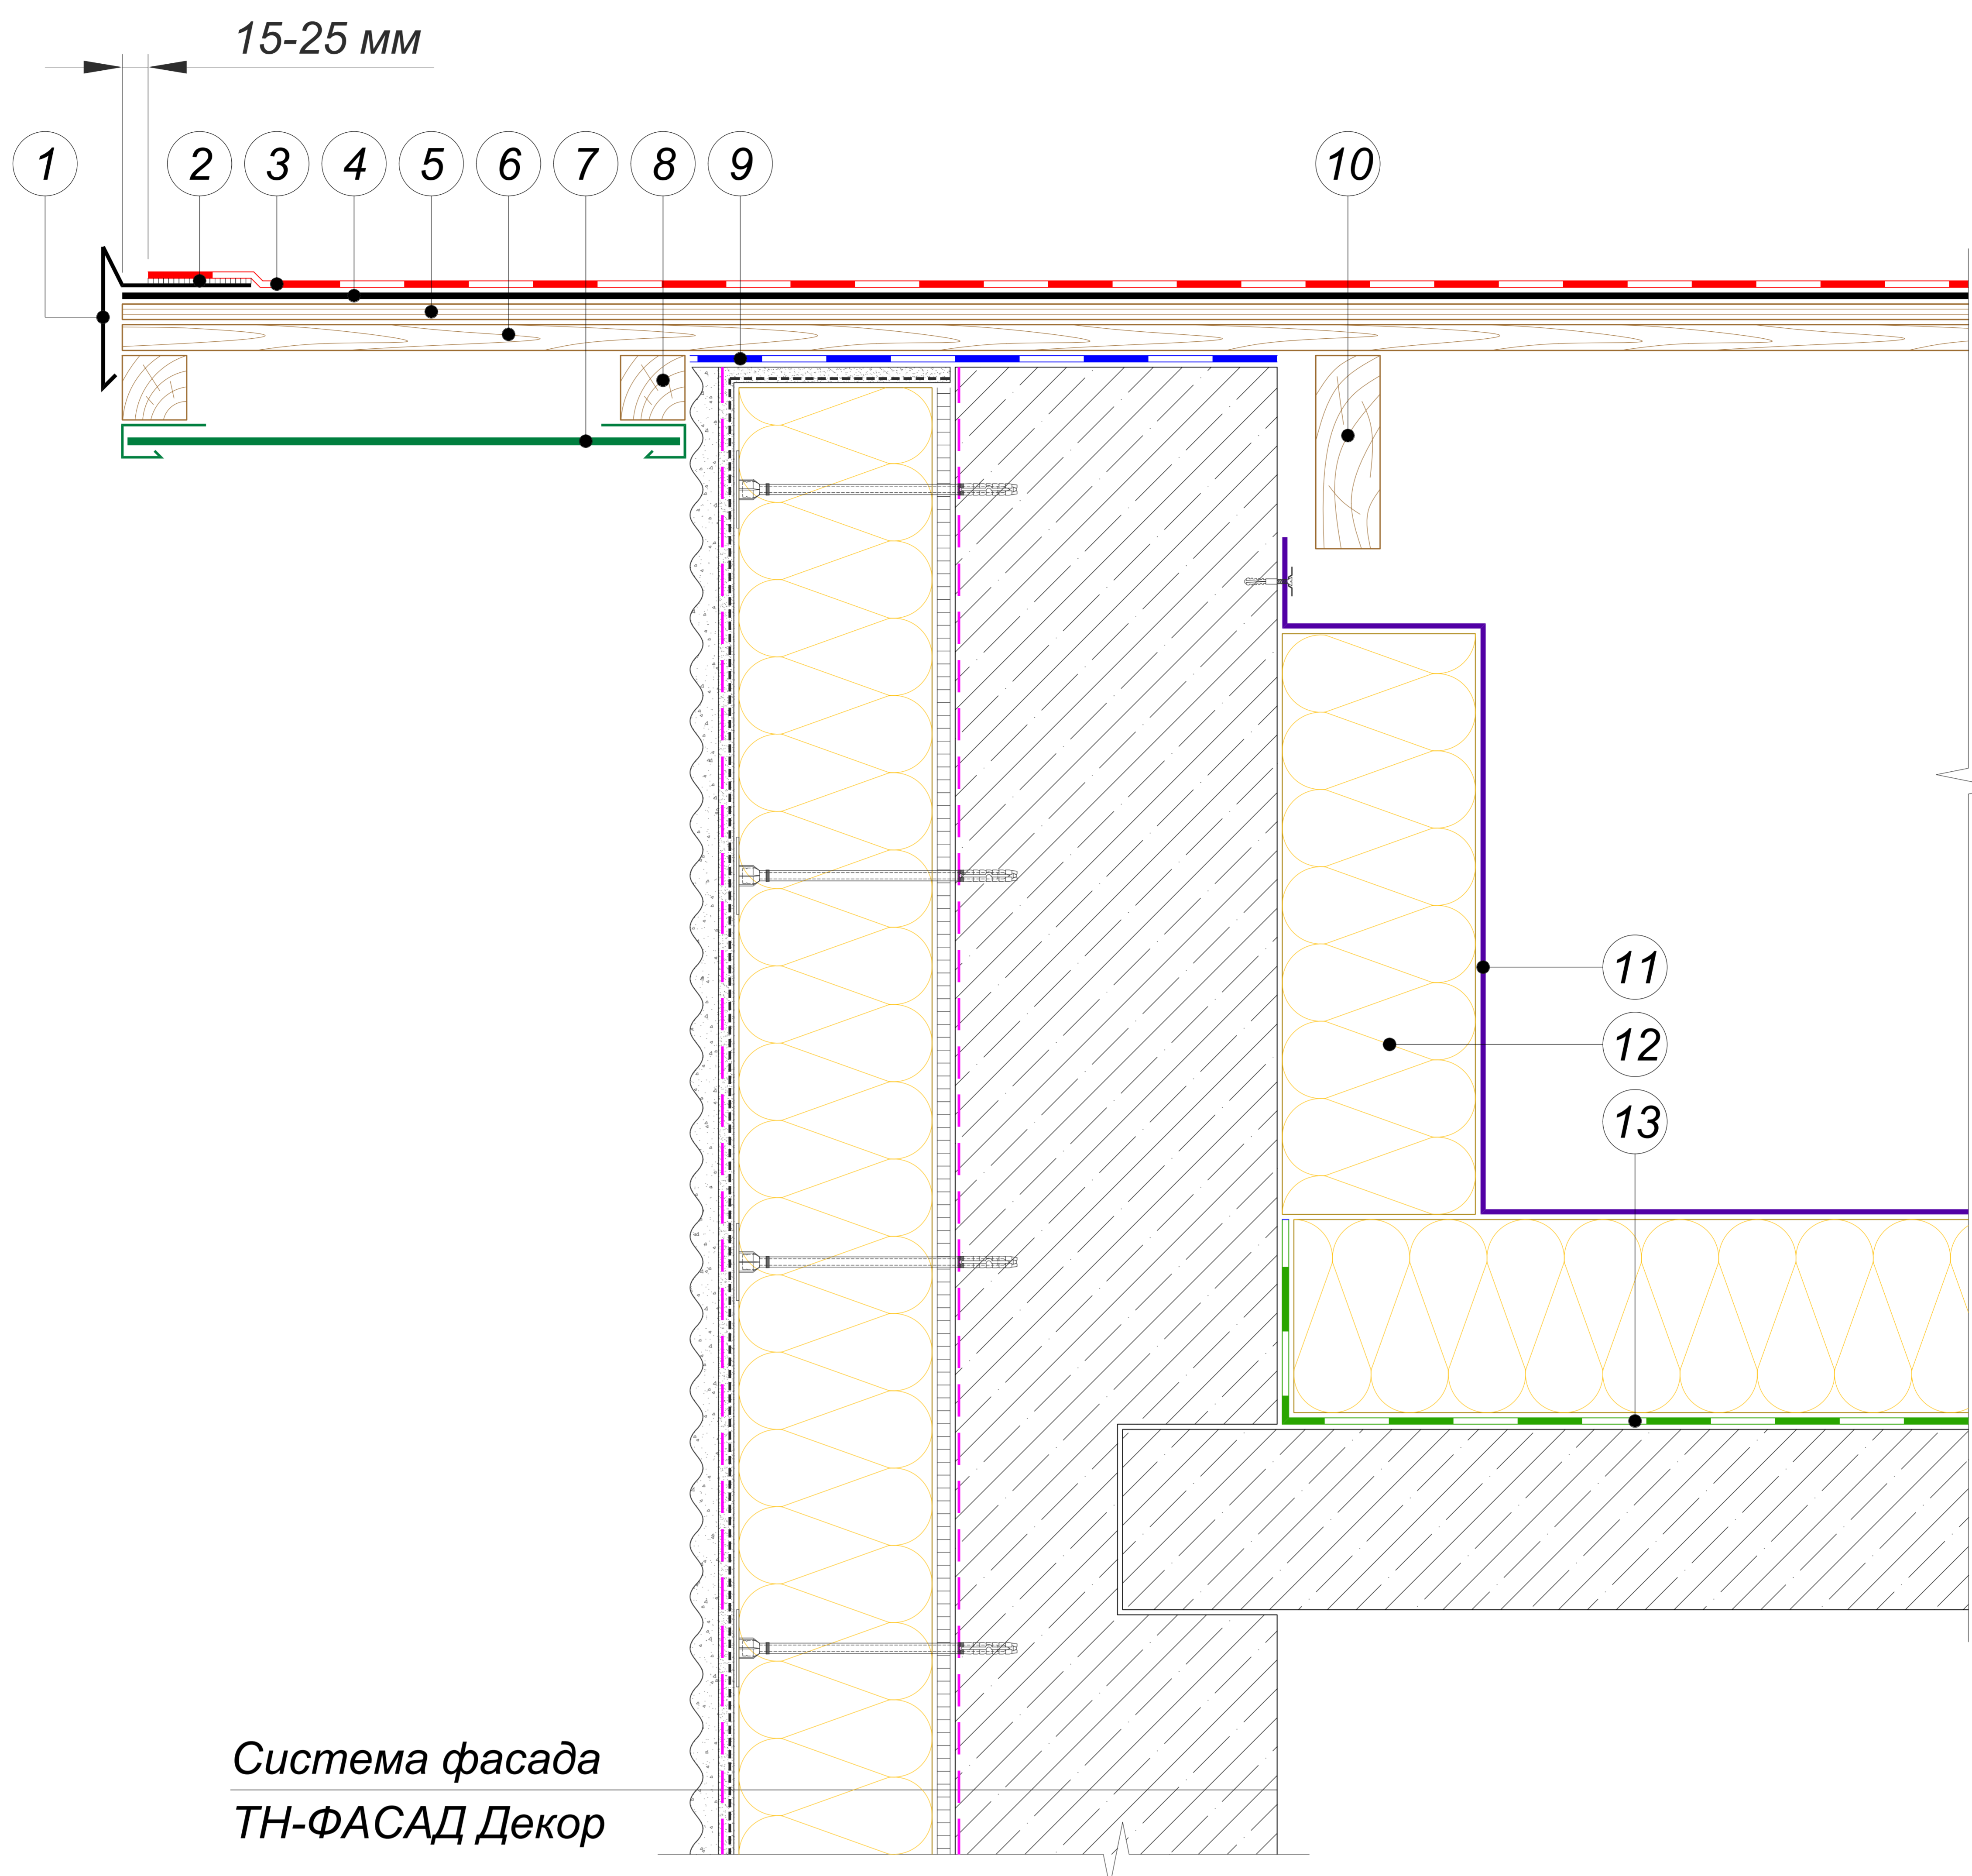 15-25 мм
1 2 3 4 5 6 7 8 9 10
11
12
13
Система фасада
ТН-ФАСАД Декор